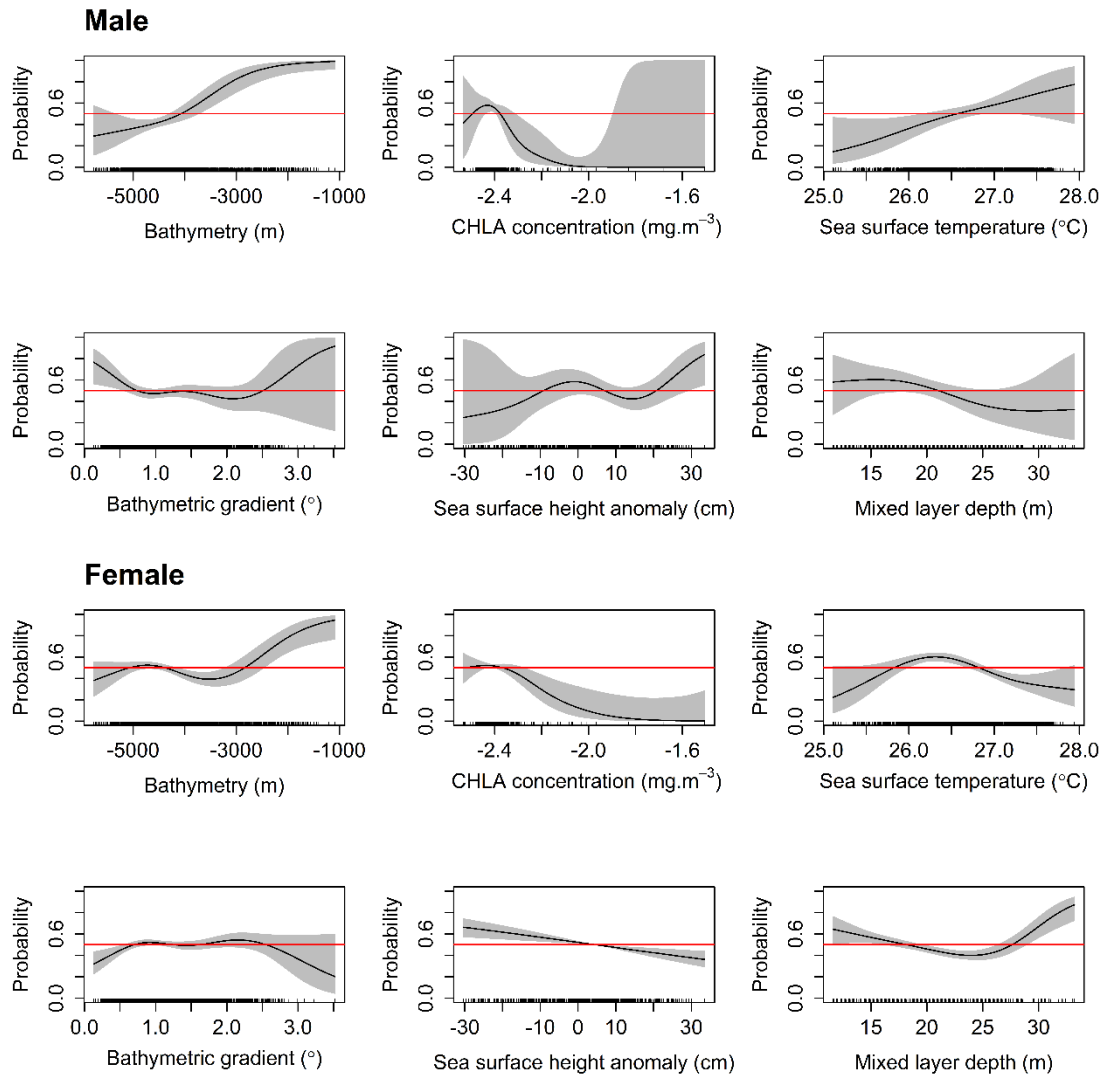 Male
Probability
0.0 0.6
-5000 -3000 -1000
Bathymetry (m)
Probability
0.0 0.6
-2.4 -2.0 -1.6
CHLA concentration (mg.m⁻³)
Probability
0.0 0.6
25.0 26.0 27.0 28.0
Sea surface temperature (°C)
Probability
0.0 0.6
0.0 1.0 2.0 3.0
Bathymetric gradient (°)
Probability
0.0 0.6
-30 -10 0 10 30
Sea surface height anomaly (cm)
Probability
0.0 0.6
15 20 25 30
Mixed layer depth (m)
Female
Probability
0.0 0.6
-5000 -3000 -1000
Bathymetry (m)
Probability
0.0 0.6
-2.4 -2.0 -1.6
CHLA concentration (mg.m⁻³)
Probability
0.0 0.6
25.0 26.0 27.0 28.0
Sea surface temperature (°C)
Probability
0.0 0.6
0.0 1.0 2.0 3.0
Bathymetric gradient (°)
Probability
0.0 0.6
-30 -10 0 10 30
Sea surface height anomaly (cm)
Probability
0.0 0.6
15 20 25 30
Mixed layer depth (m)